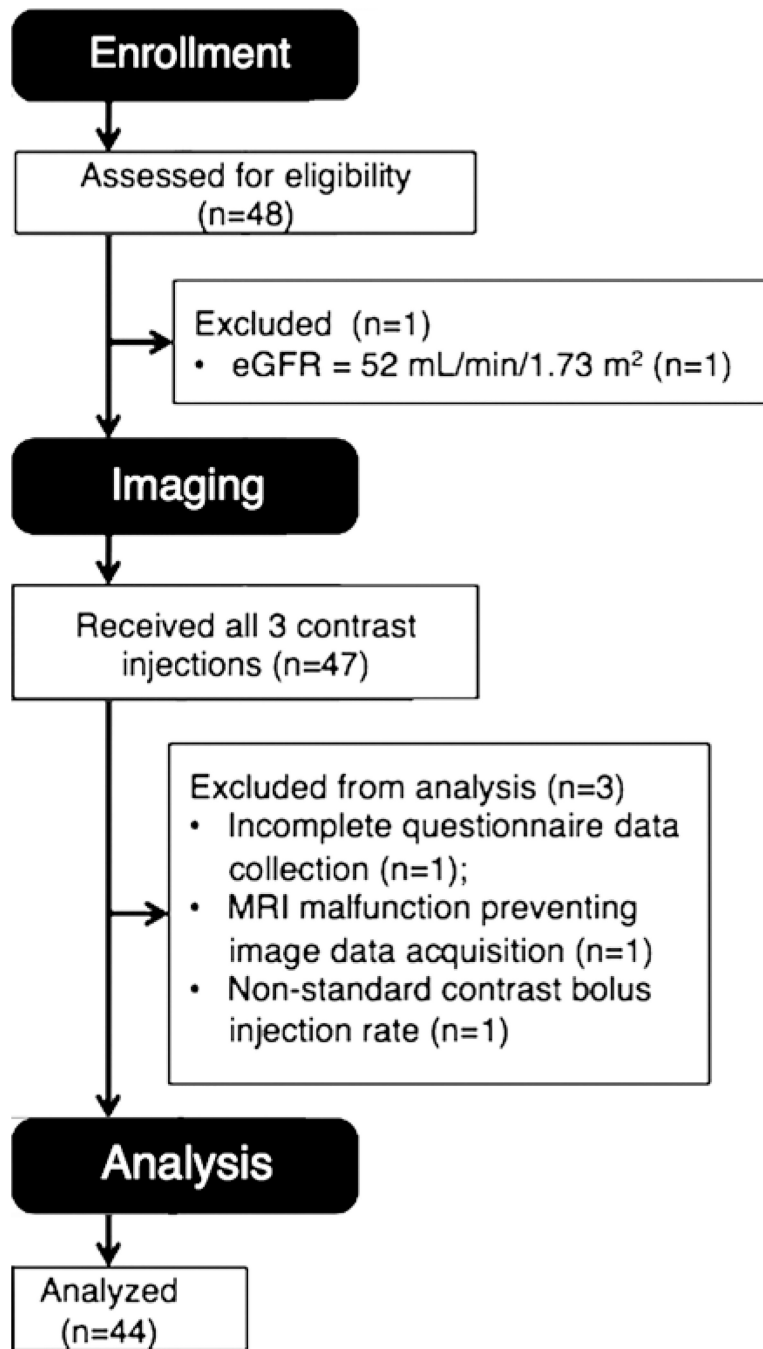 Enrollment
Assessed for eligibility
(n=48)
Excluded (n=1)
• eGFR = 52 mL/min/1.73 m² (n=1)
Imaging
Received all 3 contrast
injections (n=47)
Excluded from analysis (n=3)
• Incomplete questionnaire data
collection (n=1);
• MRI malfunction preventing
image data acquisition (n=1)
• Non-standard contrast bolus
injection rate (n=1)
Analysis
Analyzed
(n=44)